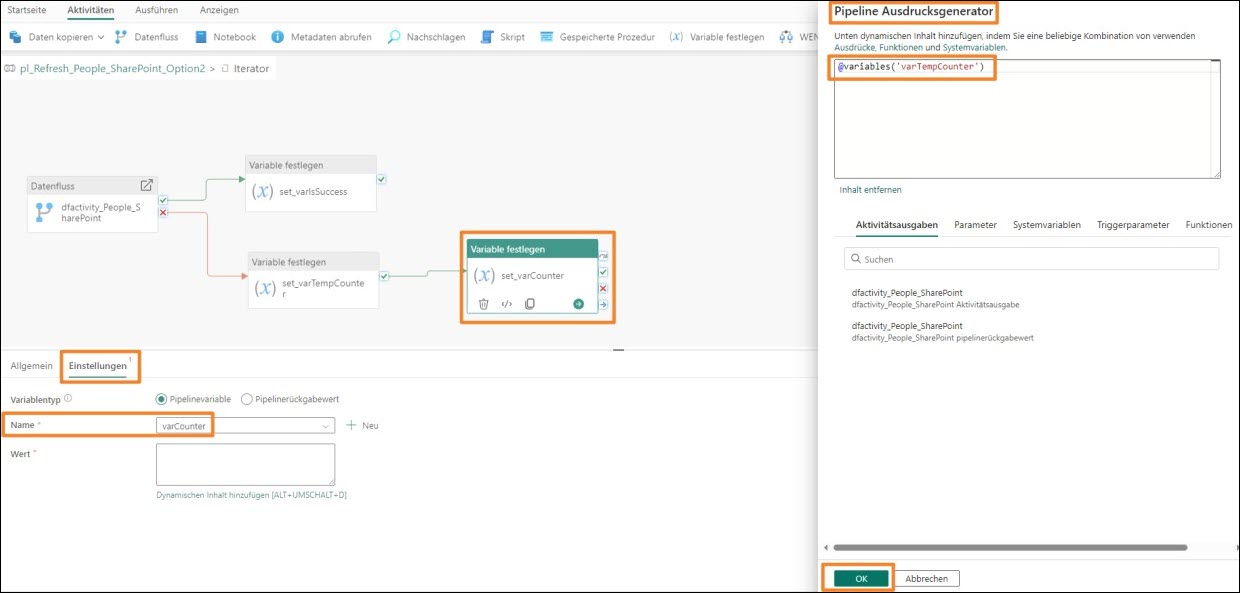 Startseite Aktivitäten Ausführen Anzeigen
Daten kopieren Datenfluss Notebook Metadaten abrufen Nachschlagen Skript Gespeicherte Prozedur (x) Variable festlegen
pl_Refresh_People_SharePoint_Option2 > Iterator
Variable festlegen
(x) set_varIsSuccess
Datenfluss
dfactivity_People_S
harePoint
Variable festlegen
(x) set_varTempCounte
r
Variable festlegen
(x) set_varCounter
Allgemein Einstellungen 1
Variablentyp Pipelinevariable Pipelinerückgabewert
Name * varCounter + Neu
Wert *
Dynamischen Inhalt hinzufügen [ALT+UMSCHALT+D]
Pipeline Ausdrucksgenerator
Unten dynamischen Inhalt hinzufügen, indem Sie eine beliebige Kombination von verwenden
Ausdrücke, Funktionen und Systemvariablen.
@variables('varTempCounter')
Inhalt entfernen
Aktivitätsausgaben Parameter Systemvariablen Triggerparameter Funktionen
Suchen
dfactivity_People_SharePoint
dfactivity_People_SharePoint Aktivitätsausgabe
dfactivity_People_SharePoint
dfactivity_People_SharePoint pipelinerückgabewert
OK Abbrechen